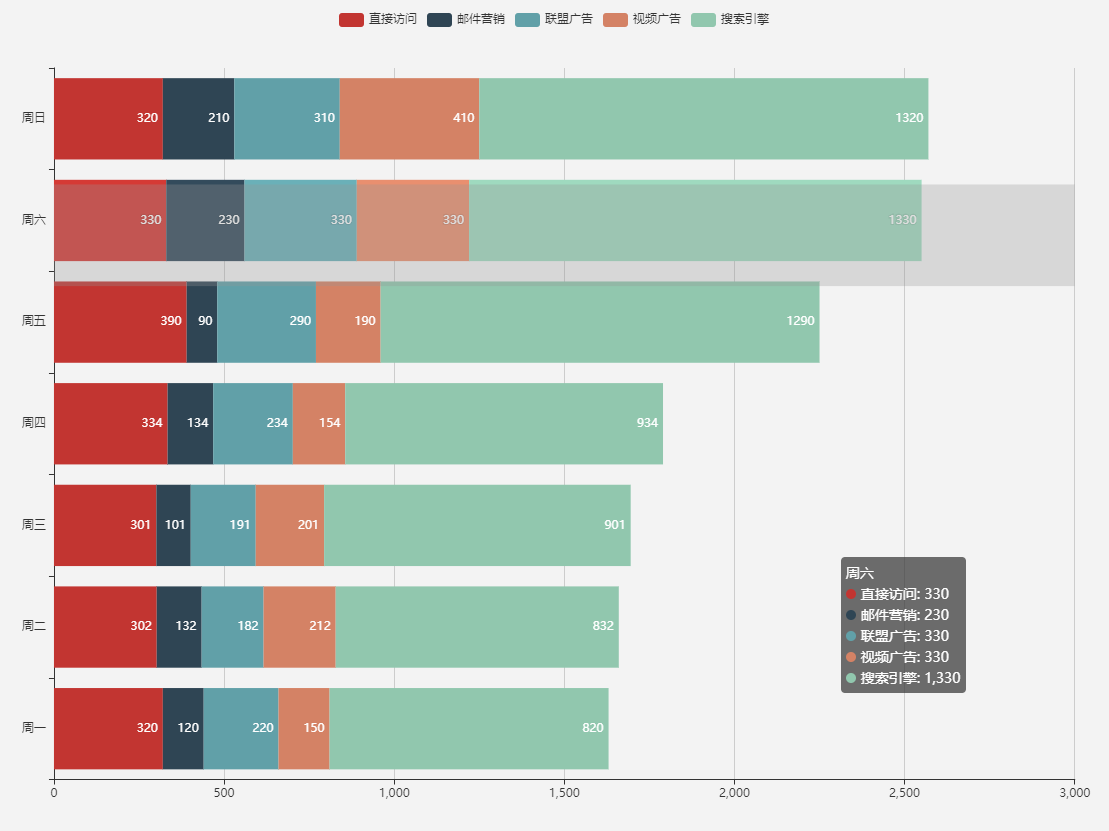 直接访问 邮件营销 联盟广告 视频广告 搜索引擎
周日 320 210 310 410 1320
周六 330 230 330 330 1330
周五 390 90 290 190 1290
周四 334 134 234 154 934
周三 301 101 191 201 901
周二 302 132 182 212 832
周一 320 120 220 150 820
0 500 1,000 1,500 2,000 2,500 3,000
周六
直接访问: 330
邮件营销: 230
联盟广告: 330
视频广告: 330
搜索引擎: 1,330